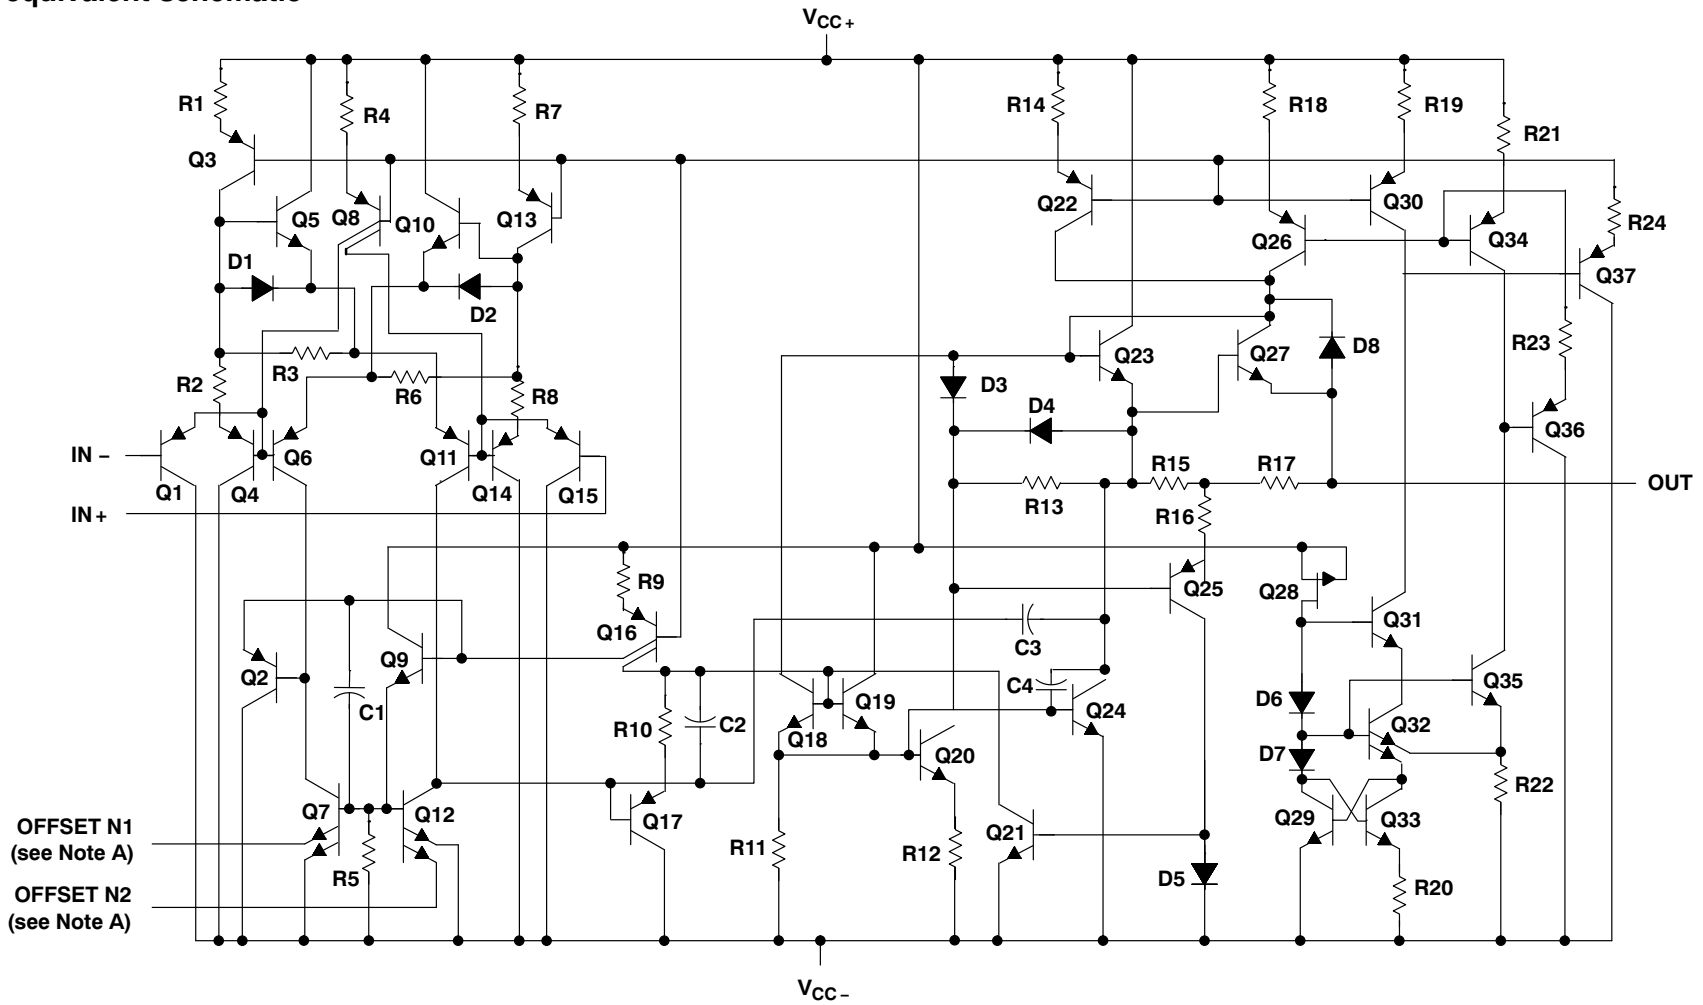 equivalent schematic
VCC+
R1
R4
R7
R14
R18
R19
R21
Q3
Q5
Q8
Q10
Q13
Q22
Q26
Q30
Q34
R24
Q37
D1
D2
R3
R2
R6
R8
Q23
Q27
D8
R23
D3
D4
Q36
IN –
Q1
Q4
Q6
Q11
Q14
Q15
R13
R15
R16
R17
OUT
IN+
R9
Q16
Q25
Q28
Q31
Q2
C1
Q9
C3
C4
Q24
D6
Q35
R10
C2
Q18
Q19
Q20
Q32
D7
R22
Q7
Q12
Q17
Q21
Q29
Q33
OFFSET N1
(see Note A)
R5
R11
R12
D5
R20
OFFSET N2
(see Note A)
VCC–